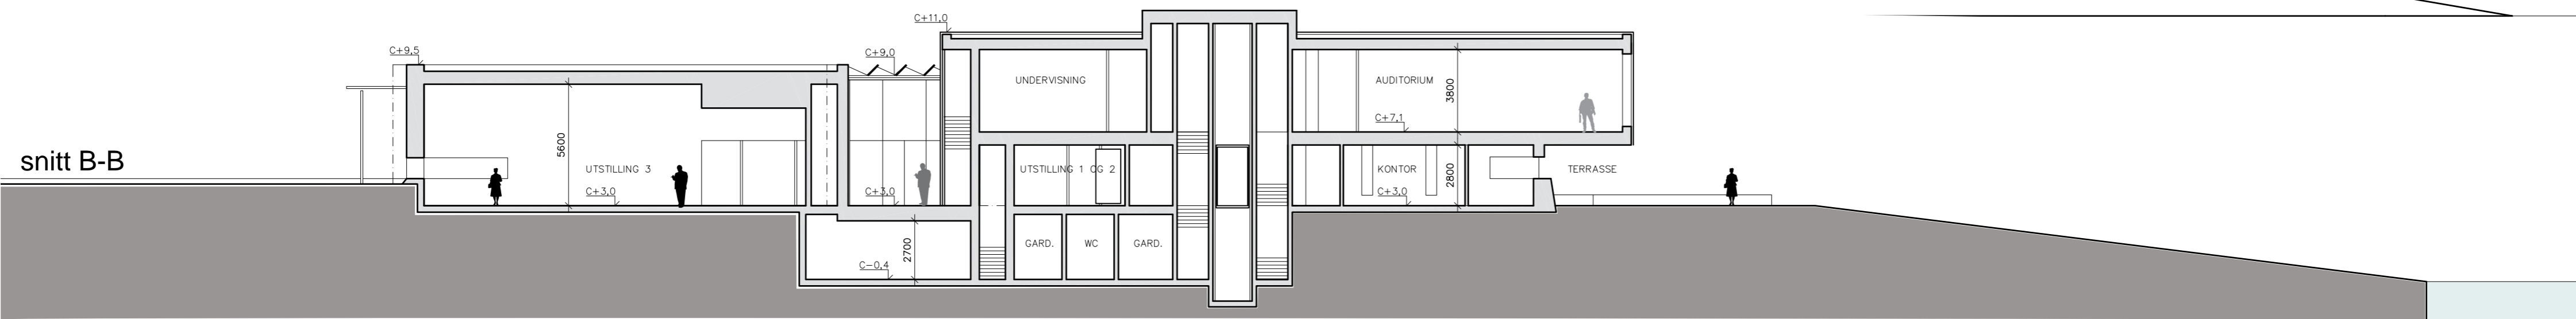 C+11,0
C+9,5
C+9,0
UNDERVISNING
AUDITORIUM
3800
C+7,1
5600
snitt B-B
UTSTILLING 3
UTSTILLING 1 OG 2
KONTOR
2800
TERRASSE
C+3,0
C+3,0
C+3,0
GARD.
WC
GARD.
2700
C-0,4